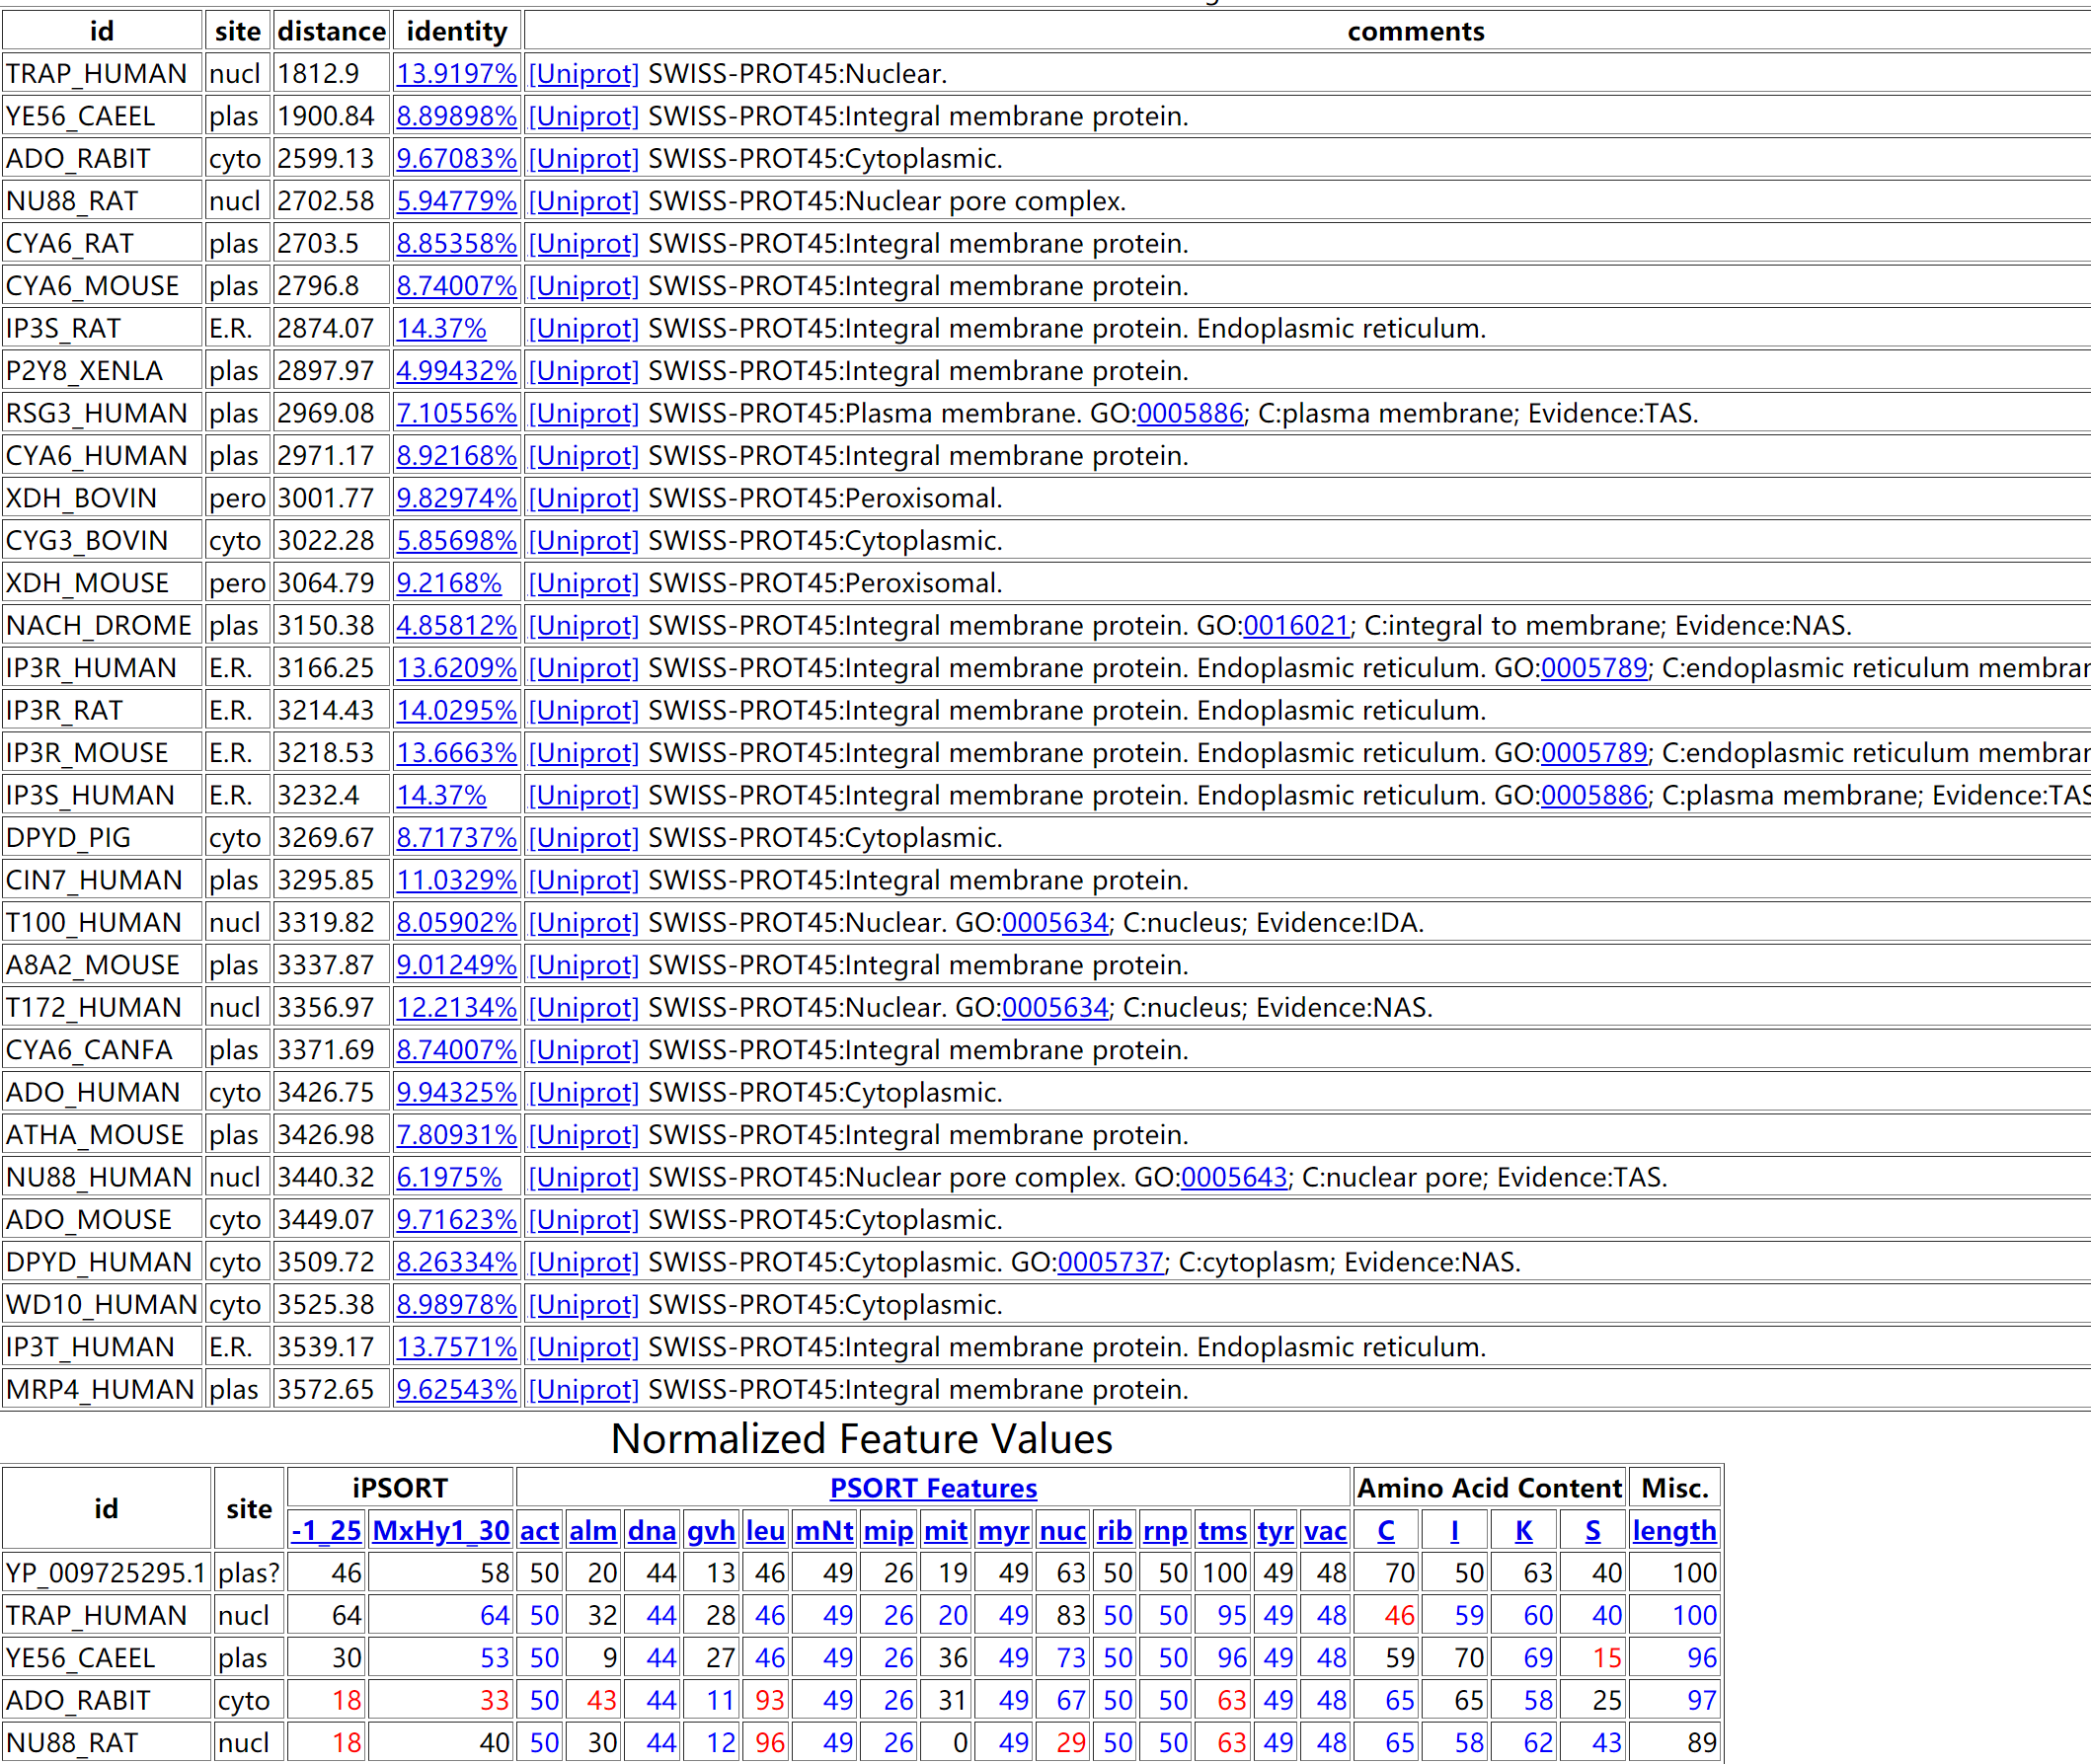 id site distance identity comments
TRAP_HUMAN nucl 1812.9 13.9197% [Uniprot] SWISS-PROT45:Nuclear.
YE56_CAEEL plas 1900.84 8.89898% [Uniprot] SWISS-PROT45:Integral membrane protein.
ADO_RABIT cyto 2599.13 9.67083% [Uniprot] SWISS-PROT45:Cytoplasmic.
NU88_RAT nucl 2702.58 5.94779% [Uniprot] SWISS-PROT45:Nuclear pore complex.
CYA6_RAT plas 2703.5 8.85358% [Uniprot] SWISS-PROT45:Integral membrane protein.
CYA6_MOUSE plas 2796.8 8.74007% [Uniprot] SWISS-PROT45:Integral membrane protein.
IP3S_RAT E.R. 2874.07 14.37% [Uniprot] SWISS-PROT45:Integral membrane protein. Endoplasmic reticulum.
P2Y8_XENLA plas 2897.97 4.99432% [Uniprot] SWISS-PROT45:Integral membrane protein.
RSG3_HUMAN plas 2969.08 7.10556% [Uniprot] SWISS-PROT45:Plasma membrane. GO:0005886; C:plasma membrane; Evidence:TAS.
CYA6_HUMAN plas 2971.17 8.92168% [Uniprot] SWISS-PROT45:Integral membrane protein.
XDH_BOVIN pero 3001.77 9.82974% [Uniprot] SWISS-PROT45:Peroxisomal.
CYG3_BOVIN cyto 3022.28 5.85698% [Uniprot] SWISS-PROT45:Cytoplasmic.
XDH_MOUSE pero 3064.79 9.2168% [Uniprot] SWISS-PROT45:Peroxisomal.
NACH_DROME plas 3150.38 4.85812% [Uniprot] SWISS-PROT45:Integral membrane protein. GO:0016021; C:integral to membrane; Evidence:NAS.
IP3R_HUMAN E.R. 3166.25 13.6209% [Uniprot] SWISS-PROT45:Integral membrane protein. Endoplasmic reticulum. GO:0005789; C:endoplasmic reticulum membrar
IP3R_RAT E.R. 3214.43 14.0295% [Uniprot] SWISS-PROT45:Integral membrane protein. Endoplasmic reticulum.
IP3R_MOUSE E.R. 3218.53 13.6663% [Uniprot] SWISS-PROT45:Integral membrane protein. Endoplasmic reticulum. GO:0005789; C:endoplasmic reticulum membrar
IP3S_HUMAN E.R. 3232.4 14.37% [Uniprot] SWISS-PROT45:Integral membrane protein. Endoplasmic reticulum. GO:0005886; C:plasma membrane; Evidence:TAS
DPYD_PIG cyto 3269.67 8.71737% [Uniprot] SWISS-PROT45:Cytoplasmic.
CIN7_HUMAN plas 3295.85 11.0329% [Uniprot] SWISS-PROT45:Integral membrane protein.
T100_HUMAN nucl 3319.82 8.05902% [Uniprot] SWISS-PROT45:Nuclear. GO:0005634; C:nucleus; Evidence:IDA.
A8A2_MOUSE plas 3337.87 9.01249% [Uniprot] SWISS-PROT45:Integral membrane protein.
T172_HUMAN nucl 3356.97 12.2134% [Uniprot] SWISS-PROT45:Nuclear. GO:0005634; C:nucleus; Evidence:NAS.
CYA6_CANFA plas 3371.69 8.74007% [Uniprot] SWISS-PROT45:Integral membrane protein.
ADO_HUMAN cyto 3426.75 9.94325% [Uniprot] SWISS-PROT45:Cytoplasmic.
ATHA_MOUSE plas 3426.98 7.80931% [Uniprot] SWISS-PROT45:Integral membrane protein.
NU88_HUMAN nucl 3440.32 6.1975% [Uniprot] SWISS-PROT45:Nuclear pore complex. GO:0005643; C:nuclear pore; Evidence:TAS.
ADO_MOUSE cyto 3449.07 9.71623% [Uniprot] SWISS-PROT45:Cytoplasmic.
DPYD_HUMAN cyto 3509.72 8.26334% [Uniprot] SWISS-PROT45:Cytoplasmic. GO:0005737; C:cytoplasm; Evidence:NAS.
WD10_HUMAN cyto 3525.38 8.98978% [Uniprot] SWISS-PROT45:Cytoplasmic.
IP3T_HUMAN E.R. 3539.17 13.7571% [Uniprot] SWISS-PROT45:Integral membrane protein. Endoplasmic reticulum.
MRP4_HUMAN plas 3572.65 9.62543% [Uniprot] SWISS-PROT45:Integral membrane protein.
Normalized Feature Values
id site iPSORT PSORT Features Amino Acid Content Misc.
-1_25 MxHy1_30 act alm dna gvh leu mNt mip mit myr nuc rib rnp tms tyr vac C I K S length
YP_009725295.1 plas? 46 58 50 20 44 13 46 49 26 19 49 63 50 50 100 49 48 70 50 63 40 100
TRAP_HUMAN nucl 64 64 50 32 44 28 46 49 26 20 49 83 50 50 95 49 48 46 59 60 40 100
YE56_CAEEL plas 30 53 50 9 44 27 46 49 26 36 49 73 50 50 96 49 48 59 70 69 15 96
ADO_RABIT cyto 18 33 50 43 44 11 93 49 26 31 49 67 50 50 63 49 48 65 65 58 25 97
NU88_RAT nucl 18 40 50 30 44 12 96 49 26 0 49 29 50 50 63 49 48 65 58 62 43 89